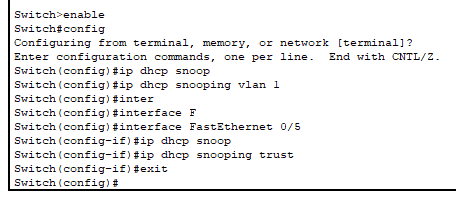 Switch>enable
Switch#config
Configuring from terminal, memory, or network [terminal]?
Enter configuration commands, one per line.  End with CNTL/Z.
Switch(config)#ip dhcp snoop
Switch(config)#ip dhcp snooping vlan 1
Switch(config)#inter
Switch(config)#interface F
Switch(config)#interface FastEthernet 0/5
Switch(config-if)#ip dhcp snoop
Switch(config-if)#ip dhcp snooping trust
Switch(config-if)#exit
Switch(config)#